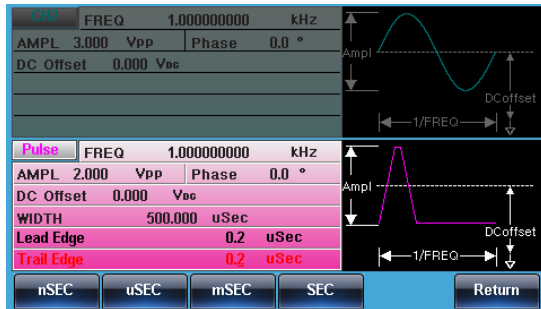 CH1 FREQ 1.000000000 kHz
AMPL 3.000 Vpp Phase 0.0 °
DC Offset 0.000 VDC
Ampl
DCoffset
1/FREQ
Pulse FREQ 1.000000000 kHz
AMPL 2.000 Vpp Phase 0.0 °
DC Offset 0.000 VDC
WIDTH 500.000 uSec
Lead Edge 0.2 uSec
Trail Edge 0.2 uSec
Ampl
DCoffset
1/FREQ
nSEC uSEC mSEC SEC Return